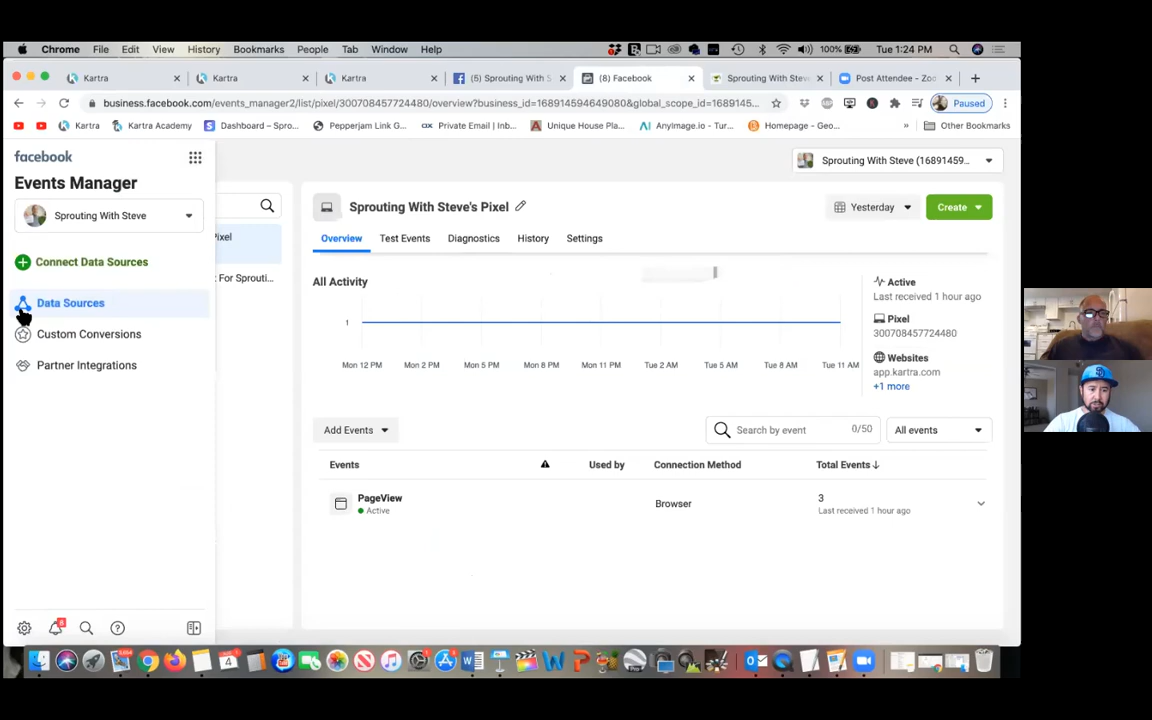 Chrome File Edit View History Bookmarks People Tab Window Help 100% Tue 1:24 PM
Kartra Kartra Kartra (5) Sprouting With S (8) Facebook Sprouting With Steve Post Attendee - Zoo
business.facebook.com/events_manager2/list/pixel/300708457724480/overview?business_id=168914594649080&global_scope_id=1689145... Paused
Kartra Kartra Academy Dashboard – Spro... Pepperjam Link G... Private Email | Inb... Unique House Pla... AnyImage.io - Tur... Homepage - Geo... » Other Bookmarks
facebook
Events Manager
Sprouting With Steve
Connect Data Sources
Data Sources
Custom Conversions
Partner Integrations
Pixel
t For Sprouti...
Sprouting With Steve (16891459...
Sprouting With Steve's Pixel
Yesterday
Create
Overview Test Events Diagnostics History Settings
All Activity
1
Mon 12 PM Mon 2 PM Mon 5 PM Mon 8 PM Mon 11 PM Tue 2 AM Tue 5 AM Tue 8 AM Tue 11 AM
Active
Last received 1 hour ago
Pixel
300708457724480
Websites
app.kartra.com
+1 more
Add Events
Search by event 0/50
All events
Events Used by Connection Method Total Events
PageView Browser 3
Active Last received 1 hour ago